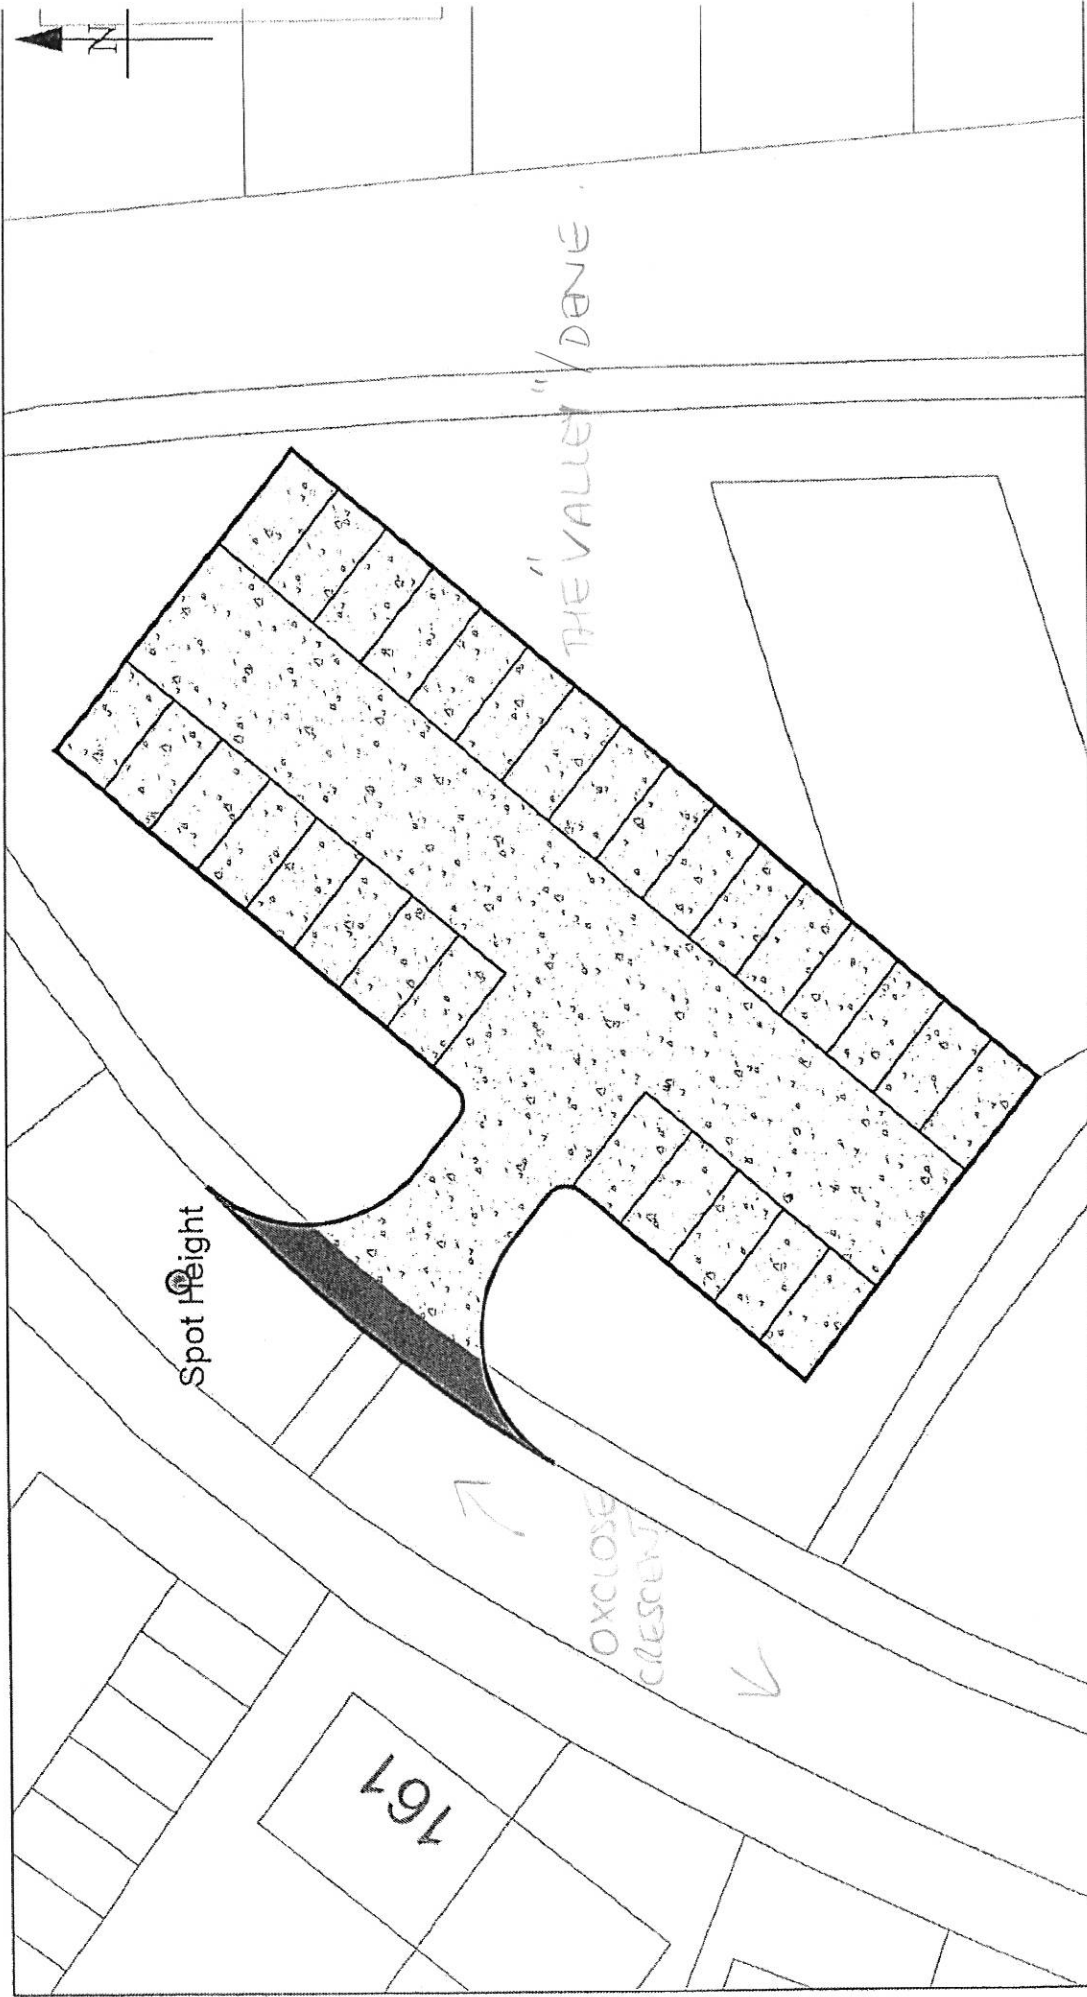 N
"THE VALLEY"/DENE.
Spot Height
OXCLOSE
CRESCENT
161